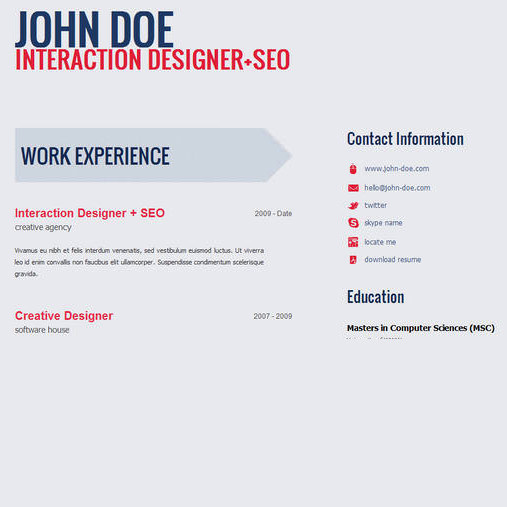 JOHN DOE
INTERACTION DESIGNER+SEO
WORK EXPERIENCE
Interaction Designer + SEO
2009 - Date
creative agency
Vivamus eu nibh et felis interdum venenatis, sed vestibulum euismod luctus. Ut viverra
leo id enim convallis non faucibus elit ullamcorper. Suspendisse condimentum scelerisque
gravida.
Creative Designer
2007 - 2009
software house
Contact Information
www.john-doe.com
hello@john-doe.com
twitter
skype name
locate me
download resume
Education
Masters in Computer Sciences (MSC)